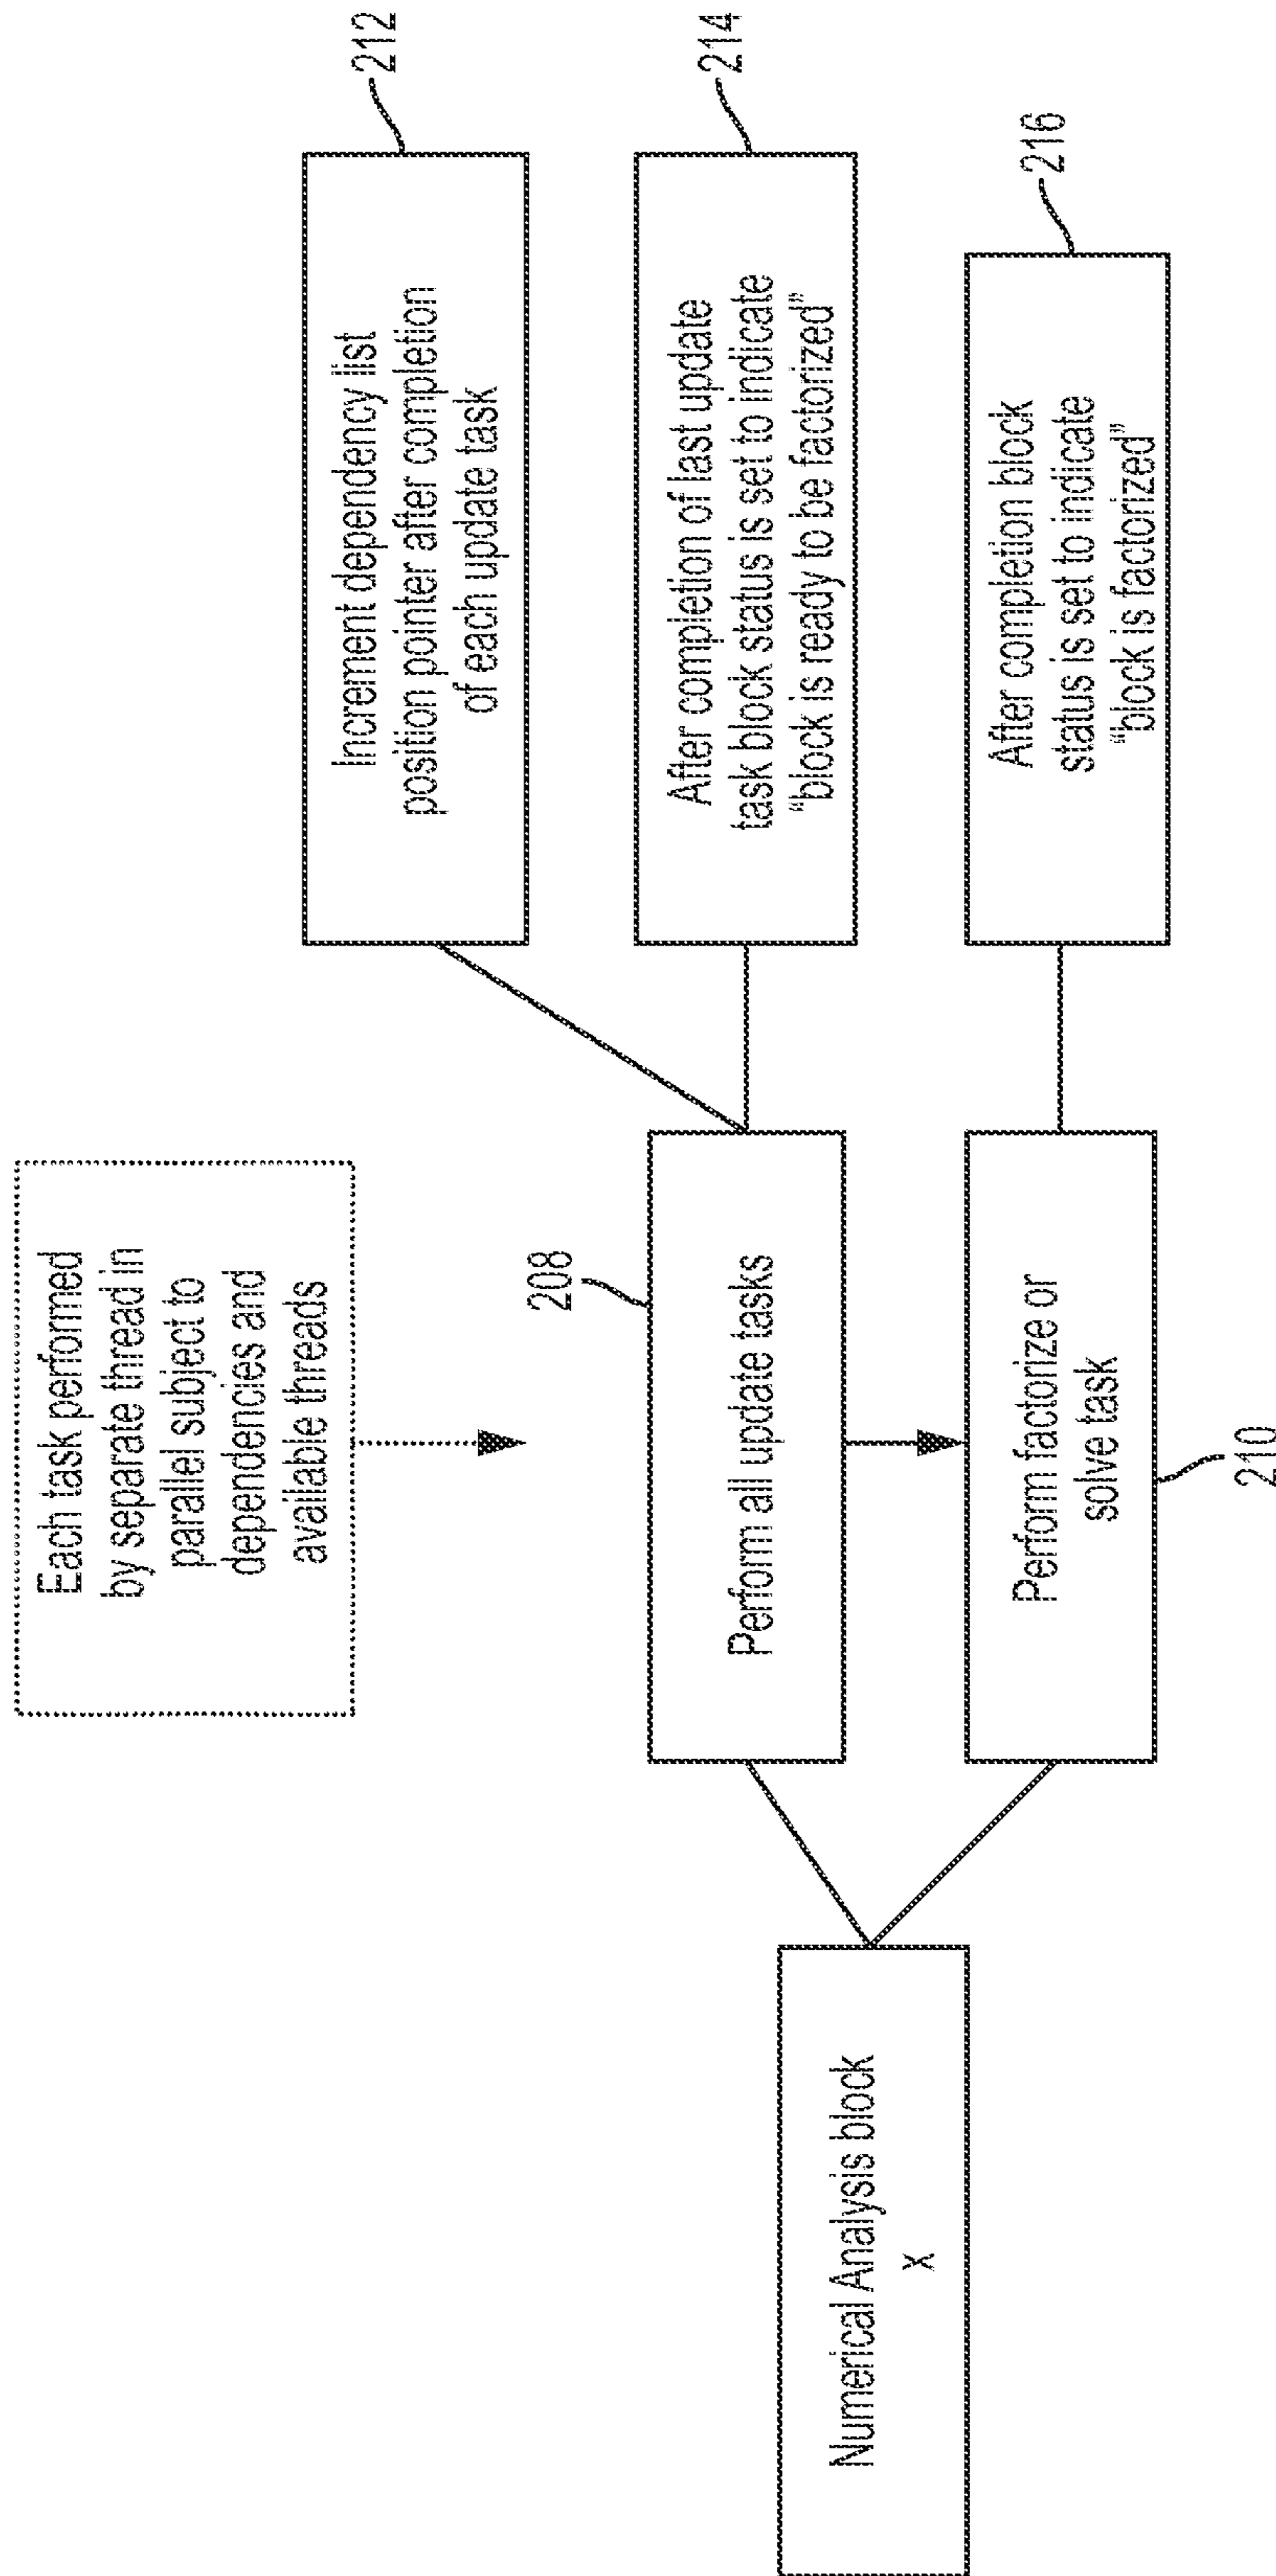 Each task performed
by separate thread in
parallel subject to
dependencies and
available threads
Numerical Analysis block
X
208
Perform all update tasks
Perform factorize or
solve task
210
212
Increment dependency list
position pointer after completion
of each update task
214
After completion of last update
task block status is set to indicate
“block is ready to be factorized”
216
After completion block
status is set to indicate
“block is factorized”